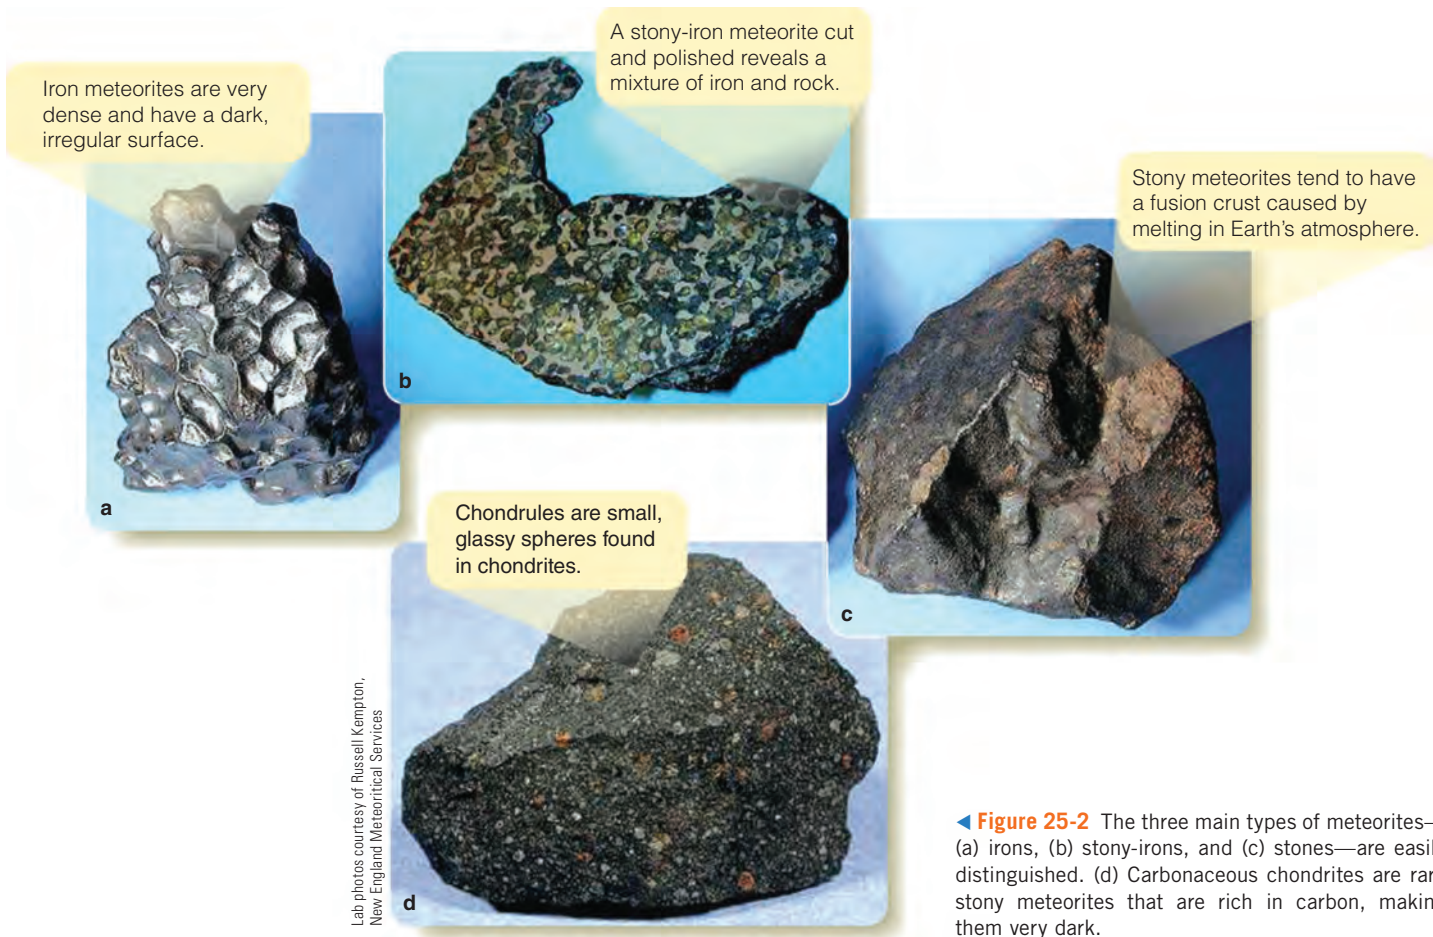 Iron meteorites are very
dense and have a dark,
irregular surface.
A stony-iron meteorite cut
and polished reveals a
mixture of iron and rock.
Stony meteorites tend to have
a fusion crust caused by
melting in Earth's atmosphere.
a
b
c
Chondrules are small,
glassy spheres found
in chondrites.
d
Lab photos courtesy of Russell Kempton,
New England Meteoritical Services
◀ Figure 25-2 The three main types of meteorites—
(a) irons, (b) stony-irons, and (c) stones—are easil
distinguished. (d) Carbonaceous chondrites are rar
stony meteorites that are rich in carbon, makin
them very dark.